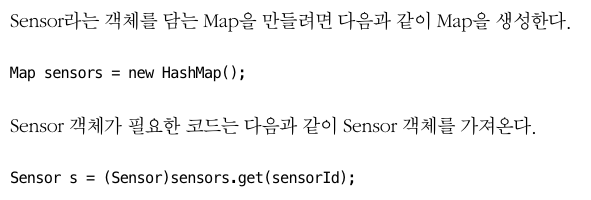 Sensor라는 객체를 담는 Map을 만들려면 다음과 같이 Map을 생성한다.
Map sensors = new HashMap();
Sensor 객체가 필요한 코드는 다음과 같이 Sensor 객체를 가져온다.
Sensor s = (Sensor)sensors.get(sensorId);